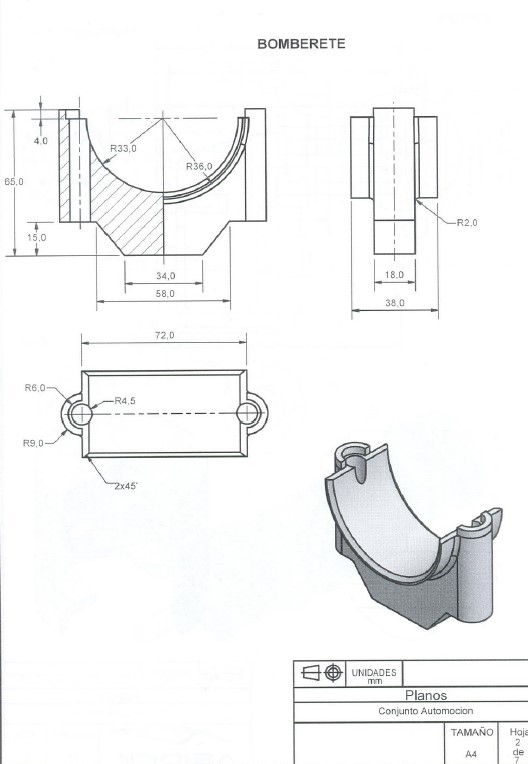 BOMBERETE
4,0
R33,0
R36,0
65,0
15,0
34,0
58,0
R2,0
18,0
38,0
72,0
R6,0
R4,5
R9,0
2x45°
UNIDADES
mm
Planos
Conjunto Automocion
TAMAÑO
Hoja
A4
2
de
7